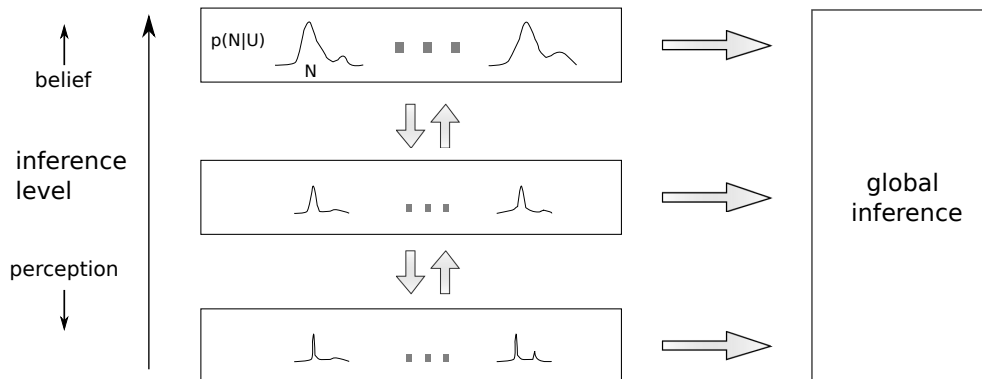 p(N|U)
N
belief
inference
level
perception
global
inference